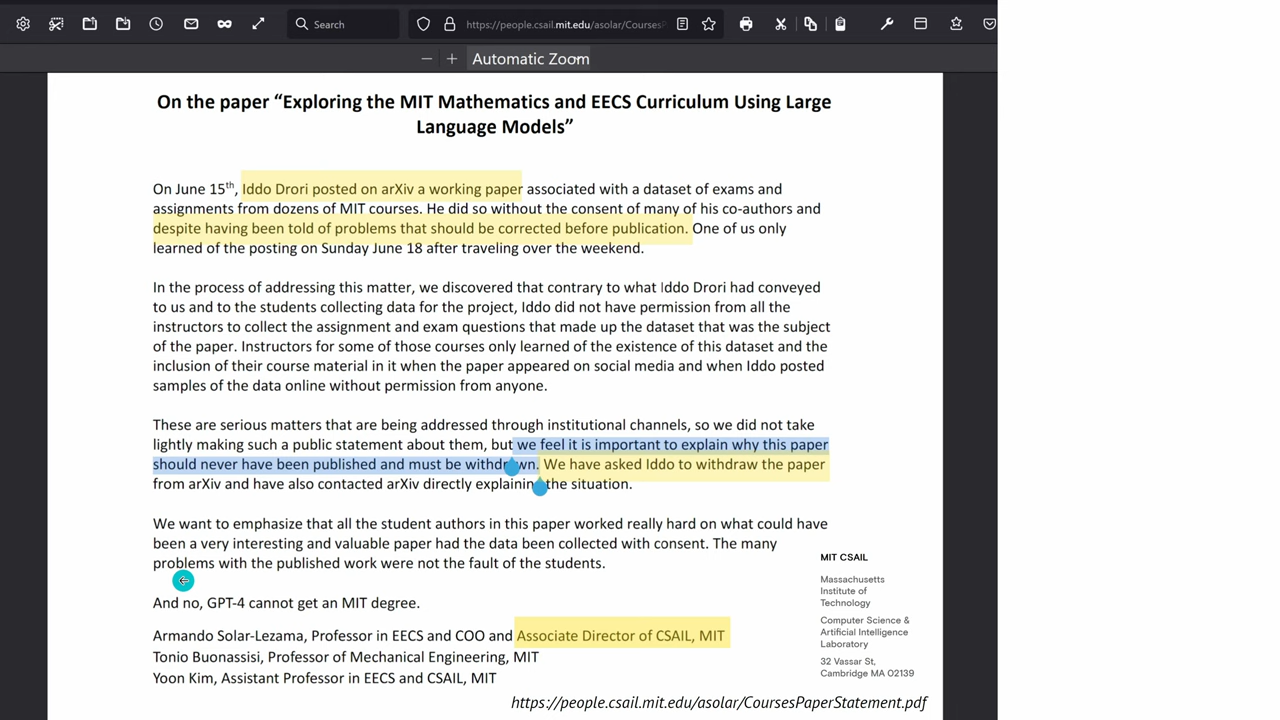 Search
https://people.csail.mit.edu/asolar/CoursesP
Automatic Zoom
On the paper “Exploring the MIT Mathematics and EECS Curriculum Using Large
Language Models”
On June 15th, Iddo Drori posted on arXiv a working paper associated with a dataset of exams and
assignments from dozens of MIT courses. He did so without the consent of many of his co-authors and
despite having been told of problems that should be corrected before publication. One of us only
learned of the posting on Sunday June 18 after traveling over the weekend.
In the process of addressing this matter, we discovered that contrary to what Iddo Drori had conveyed
to us and to the students collecting data for the project, Iddo did not have permission from all the
instructors to collect the assignment and exam questions that made up the dataset that was the subject
of the paper. Instructors for some of those courses only learned of the existence of this dataset and the
inclusion of their course material in it when the paper appeared on social media and when Iddo posted
samples of the data online without permission from anyone.
These are serious matters that are being addressed through institutional channels, so we did not take
lightly making such a public statement about them, but we feel it is important to explain why this paper
should never have been published and must be withdrawn. We have asked Iddo to withdraw the paper
from arXiv and have also contacted arXiv directly explaining the situation.
We want to emphasize that all the student authors in this paper worked really hard on what could have
been a very interesting and valuable paper had the data been collected with consent. The many
problems with the published work were not the fault of the students.
And no, GPT-4 cannot get an MIT degree.
Armando Solar-Lezama, Professor in EECS and COO and Associate Director of CSAIL, MIT
Tonio Buonassisi, Professor of Mechanical Engineering, MIT
Yoon Kim, Assistant Professor in EECS and CSAIL, MIT
MIT CSAIL
Massachusetts
Institute of
Technology
Computer Science &
Artificial Intelligence
Laboratory
32 Vassar St,
Cambridge MA 02139
https://people.csail.mit.edu/asolar/CoursesPaperStatement.pdf